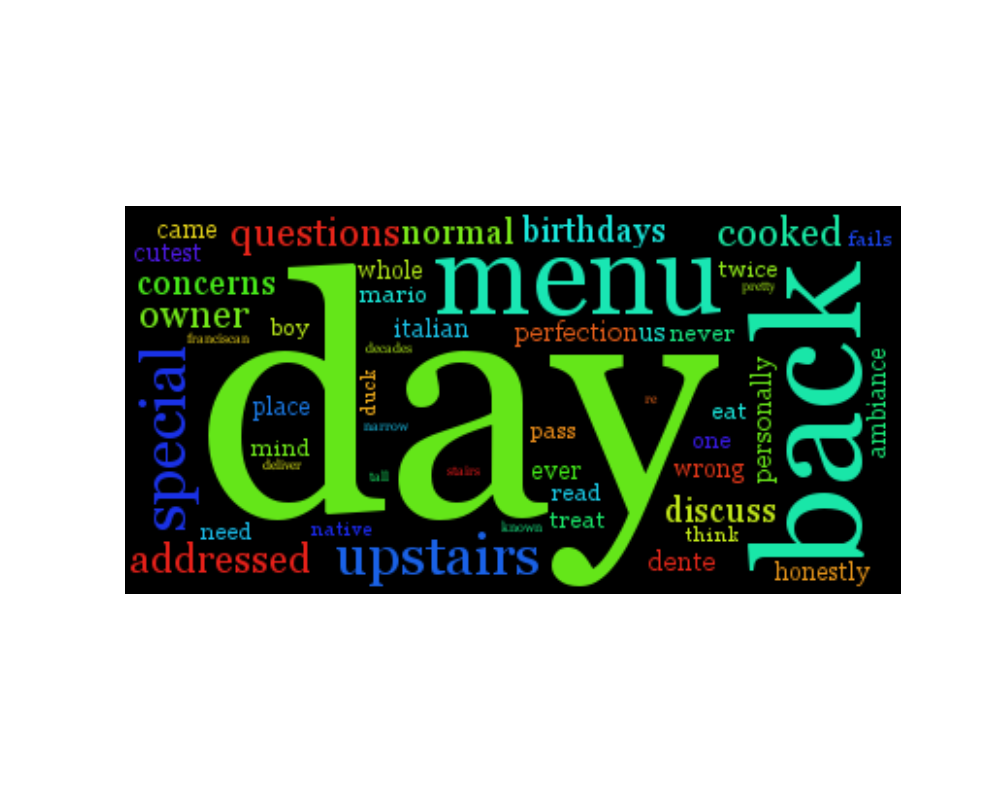 came
questions
normal
birthdays
cooked
fails
cutest
whole
menu
twice
concerns
mario
pretty
back
owner
boy
italian
perfection
us
never
franciscan
decades
day
special
duck
re
personally
ambiance
place
narrow
pass
eat
mind
one
deliver
tall
stairs
ever
wrong
read
need
native
known
treat
discuss
think
addressed
upstairs
dente
honestly